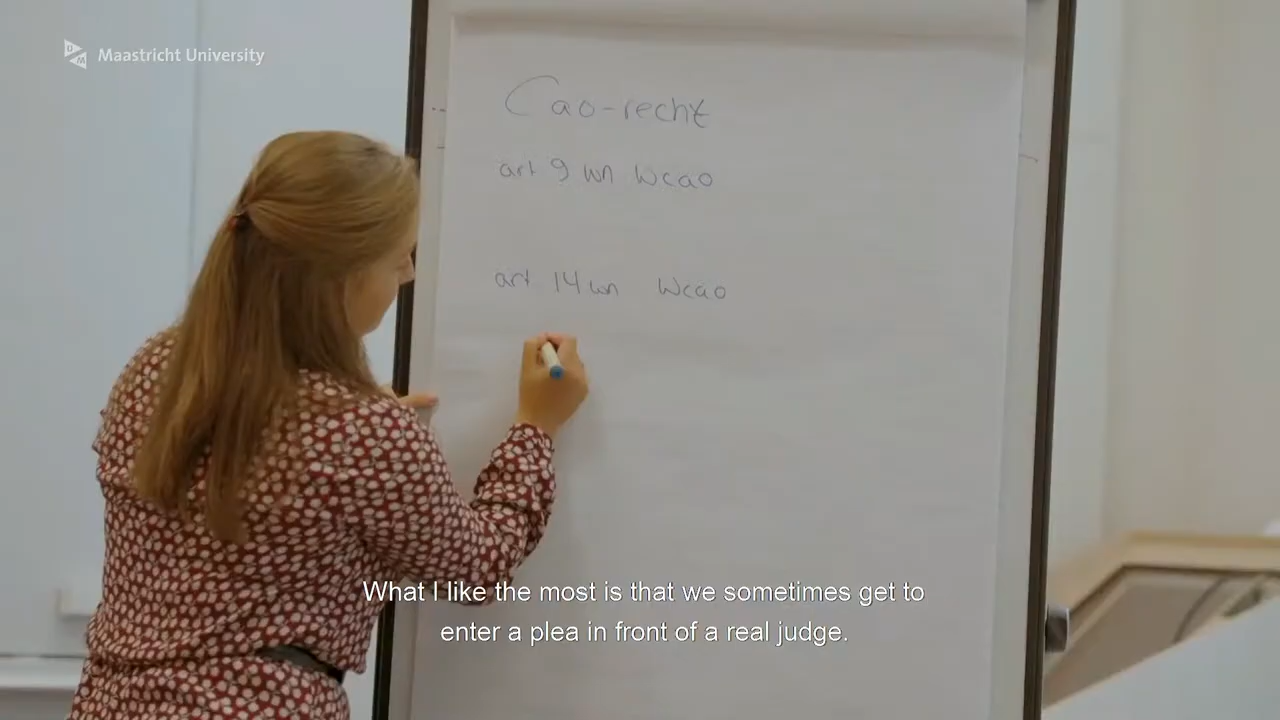 Maastricht University
Cao-recht
art 9 wn Wcao
art 14 wn Wcao
What I like the most is that we sometimes get to
enter a plea in front of a real judge.